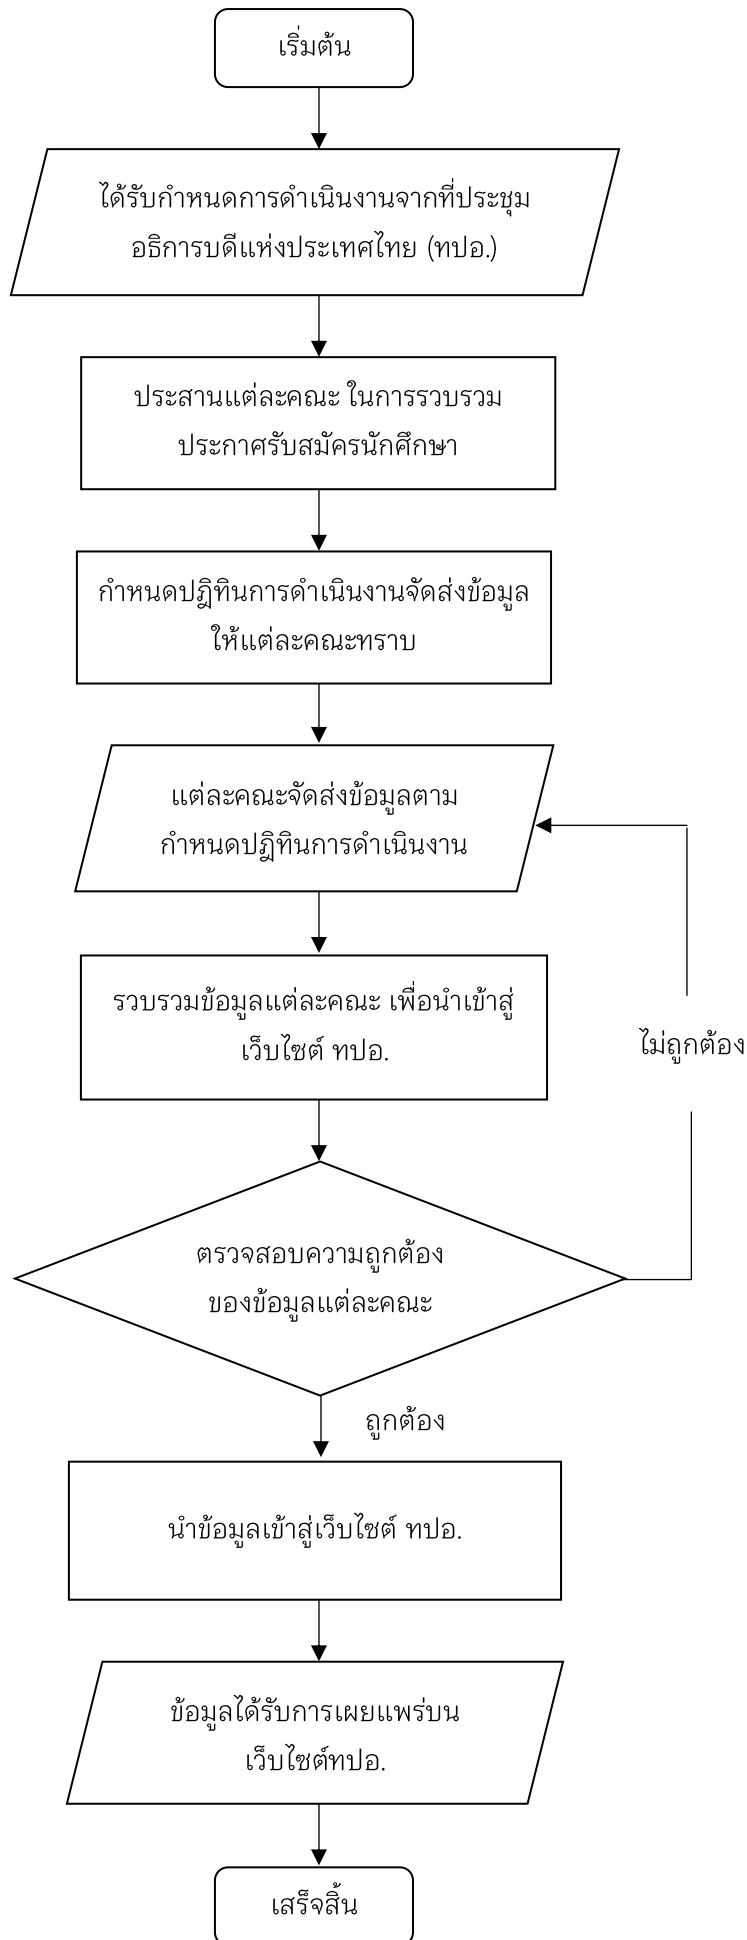 เริ่มต้น
ได้รับกำหนดการดำเนินงานจากที่ประชุม
อธิการบดีแห่งประเทศไทย (ทปอ.)
ประสานแต่ละคณะ ในการรวบรวม
ประกาศรับสมัครนักศึกษา
กำหนดปฏิทินการดำเนินงานจัดส่งข้อมูล
ให้แต่ละคณะทราบ
แต่ละคณะจัดส่งข้อมูลตาม
กำหนดปฏิทินการดำเนินงาน
รวบรวมข้อมูลแต่ละคณะ เพื่อนำเข้าสู่
เว็บไซต์ ทปอ.
ไม่ถูกต้อง
ตรวจสอบความถูกต้อง
ของข้อมูลแต่ละคณะ
ถูกต้อง
นำข้อมูลเข้าสู่เว็บไซต์ ทปอ.
ข้อมูลได้รับการเผยแพร่บน
เว็บไซต์ทปอ.
เสร็จสิ้น